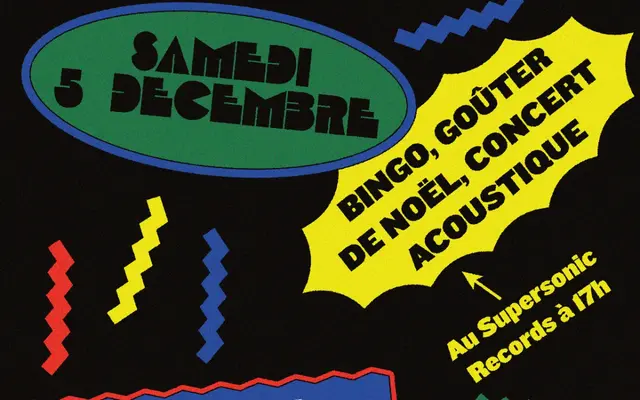 SAMEDI
5 DECEMBRE
BINGO, GOÛTER
DE NOËL, CONCERT
ACOUSTIQUE
Au Supersonic
Records à 17h